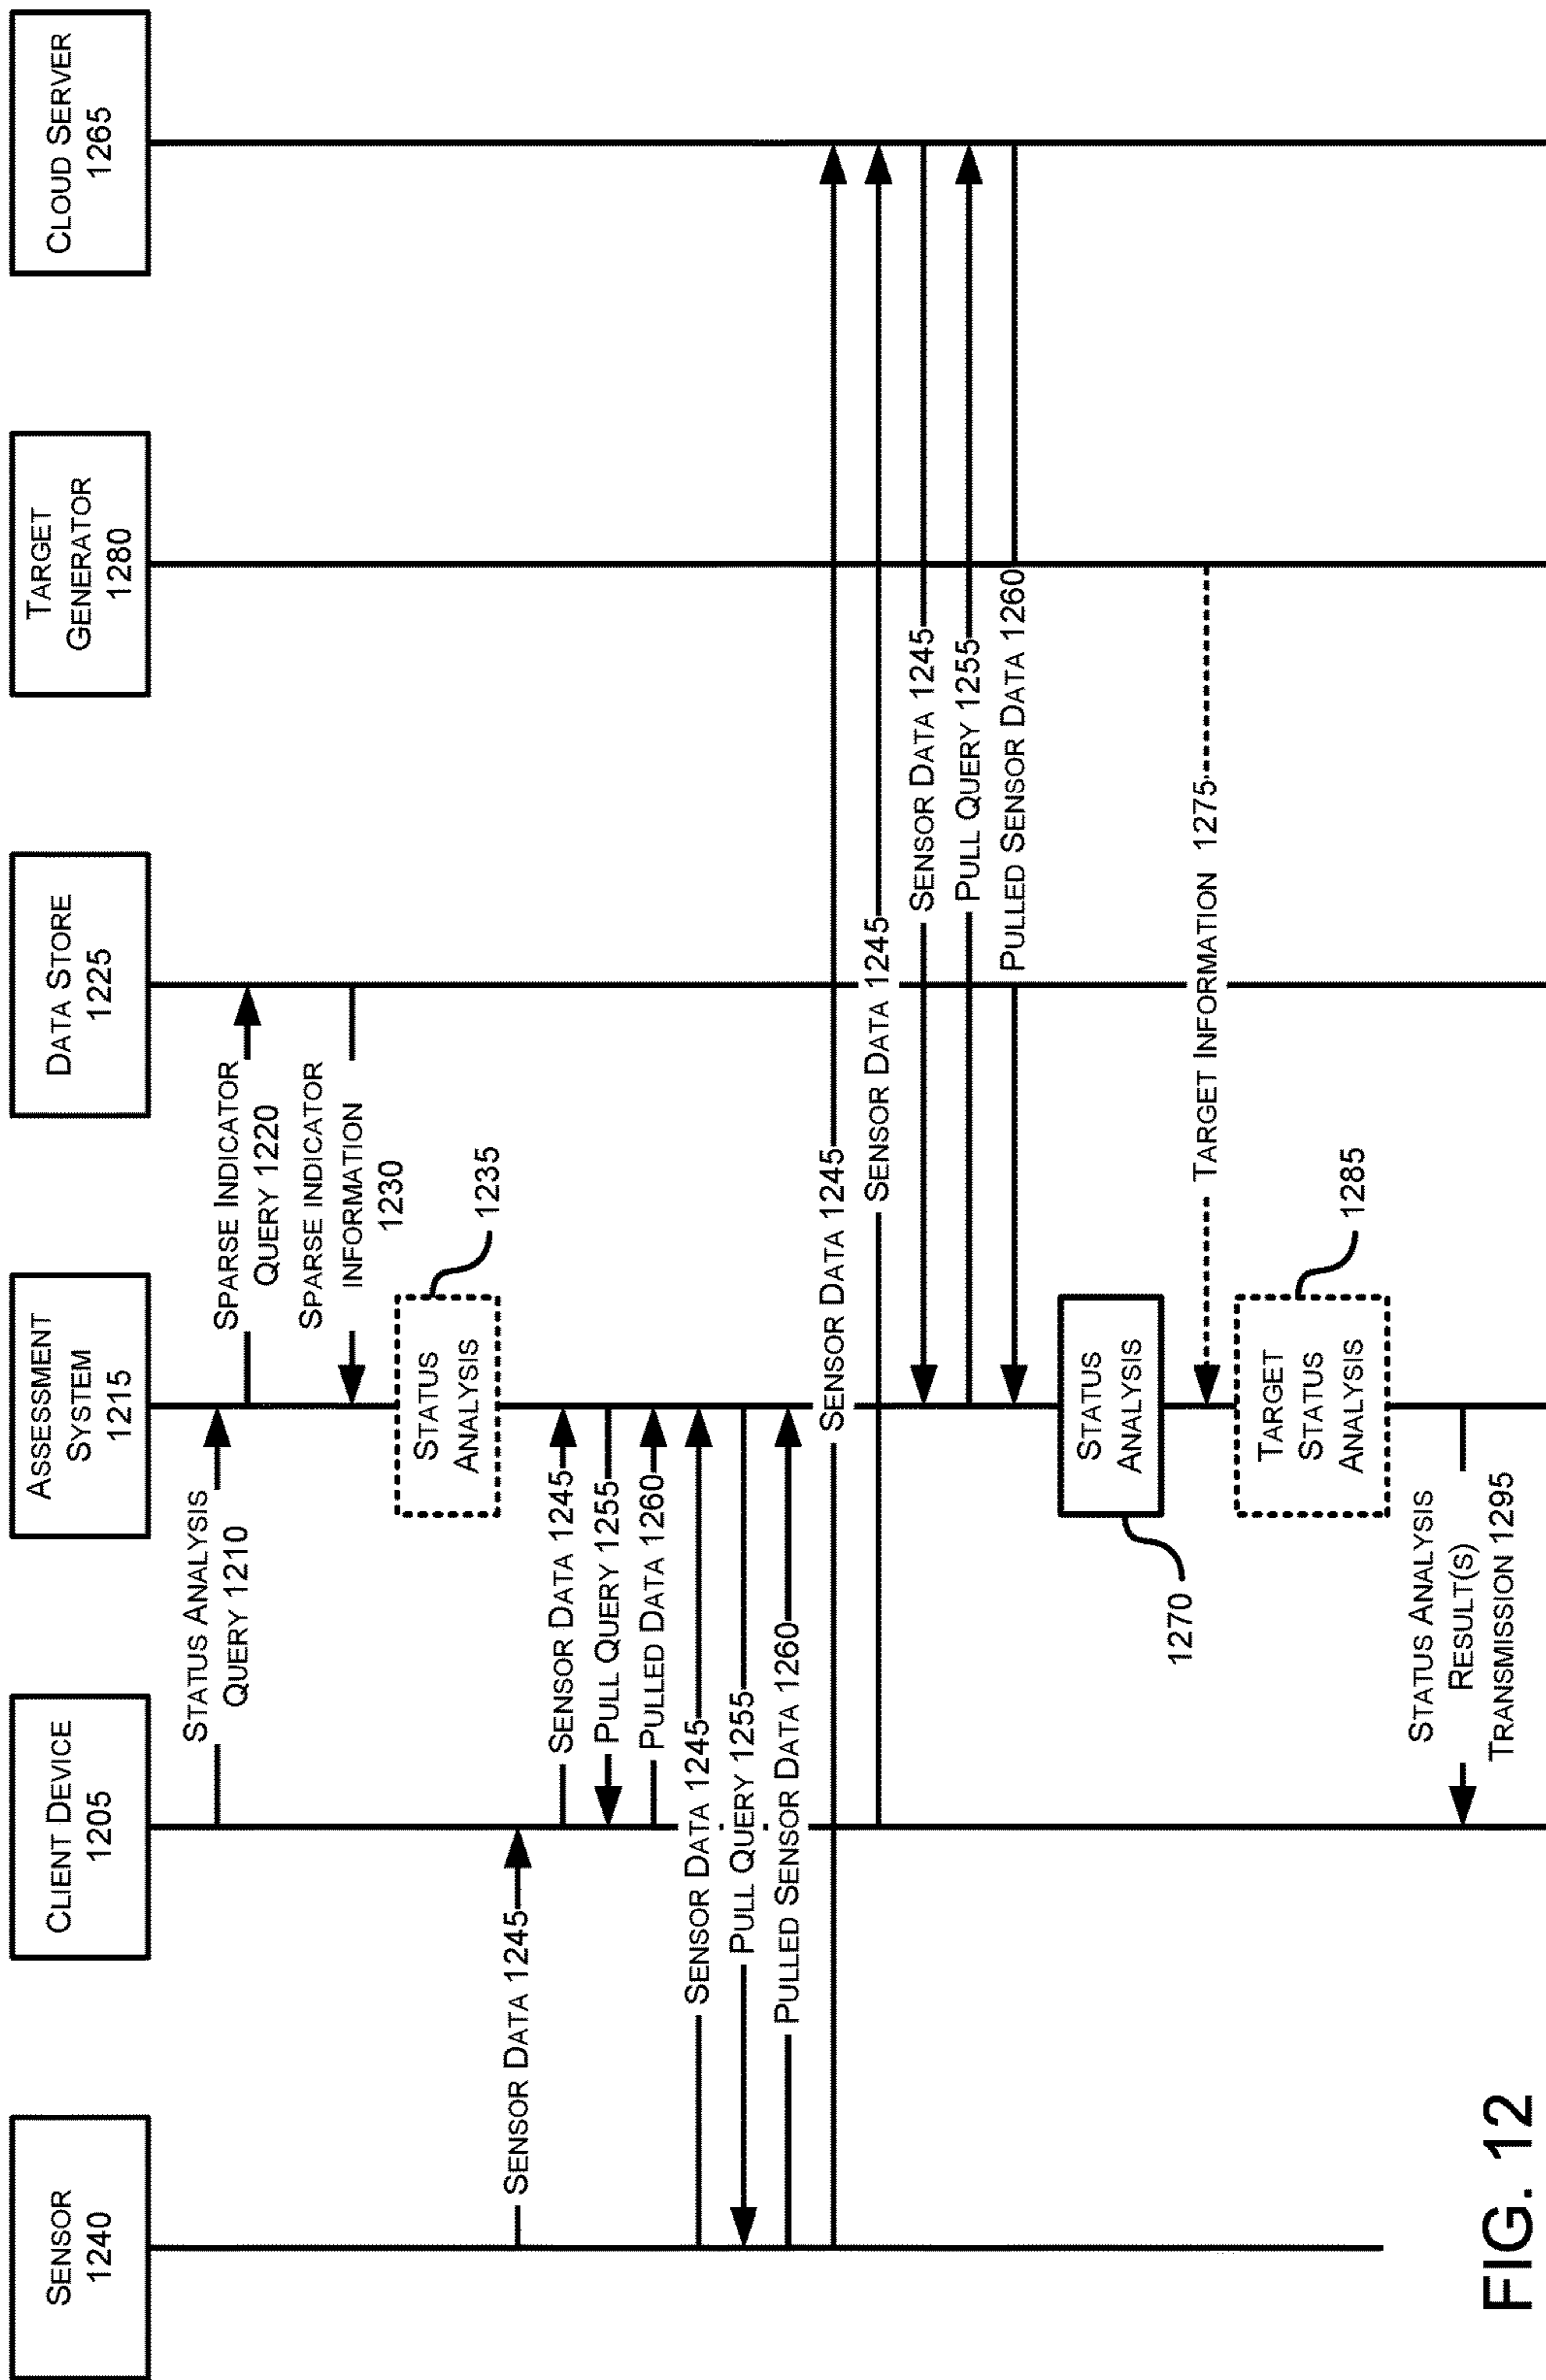 SENSOR
1240
CLIENT DEVICE
1205
ASSESSMENT
SYSTEM
1215
DATA STORE
1225
TARGET
GENERATOR
1280
CLOUD SERVER
1265
STATUS ANALYSIS
QUERY 1210
SPARSE INDICATOR
QUERY 1220
SPARSE INDICATOR
INFORMATION
1230
STATUS
ANALYSIS
1235
SENSOR DATA 1245
SENSOR DATA 1245
PULL QUERY 1255
PULLED DATA 1260
SENSOR DATA 1245
PULL QUERY 1255
PULLED SENSOR DATA 1260
SENSOR DATA 1245
SENSOR DATA 1245
SENSOR DATA 1245
PULL QUERY 1255
PULLED SENSOR DATA 1260
STATUS
ANALYSIS
1270
TARGET INFORMATION 1275
TARGET
STATUS
ANALYSIS
1285
STATUS ANALYSIS
RESULT(S)
TRANSMISSION 1295
FIG. 12